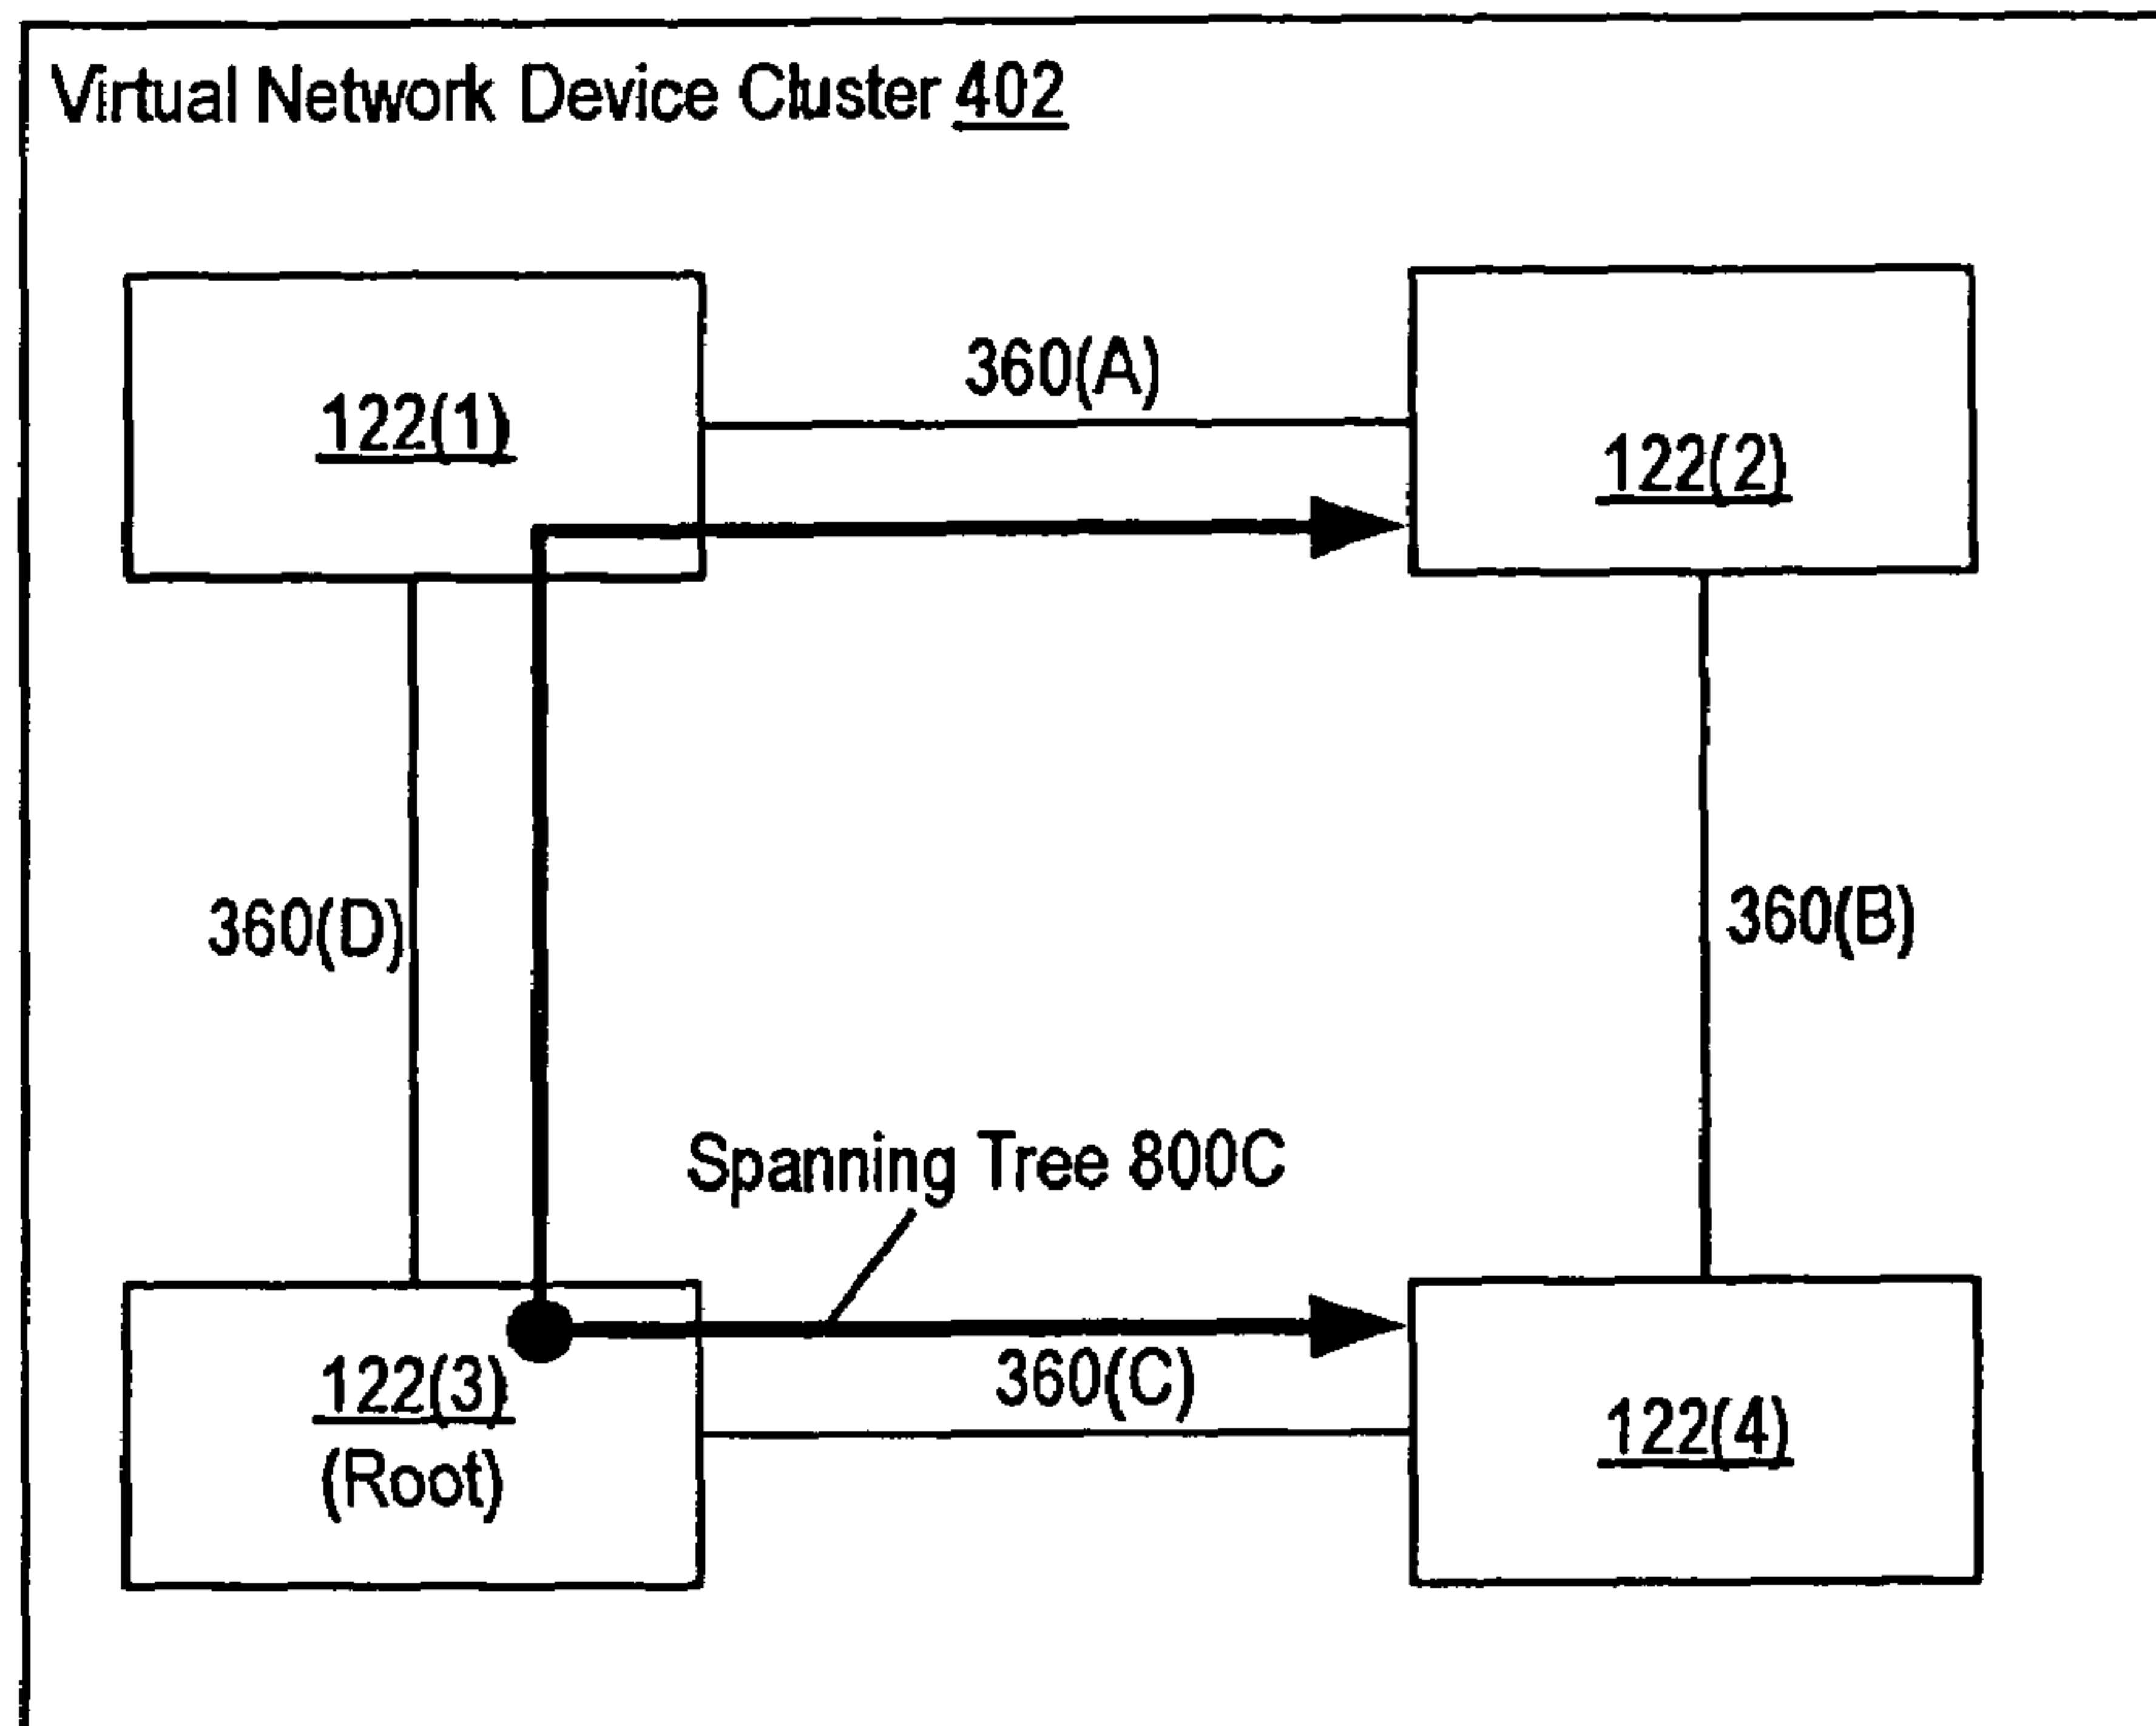 Virtual Network Device Cluster 402
360(A)
122(1)
122(2)
360(D)
360(B)
Spanning Tree 800C
360(C)
122(3)
(Root)
122(4)